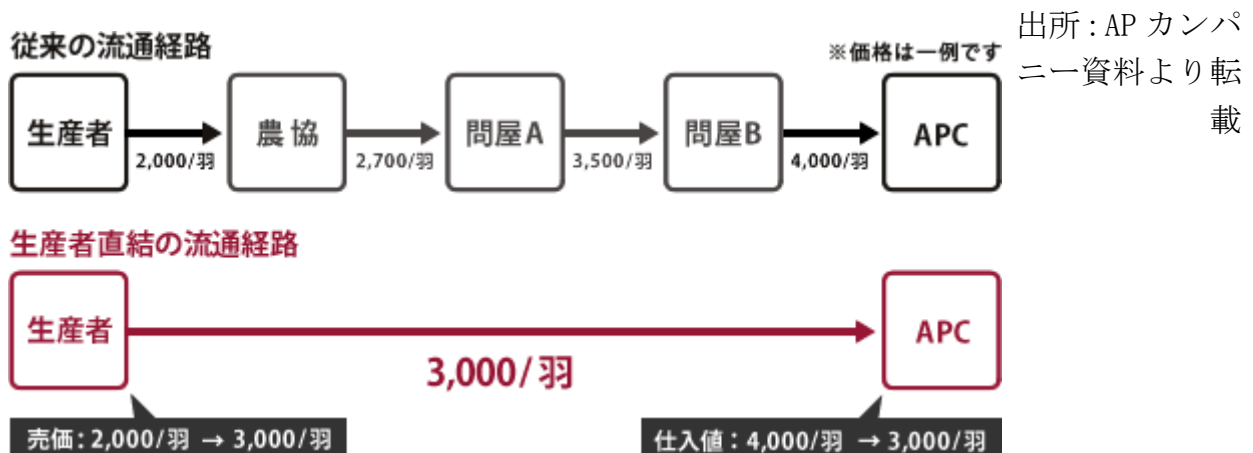 従来の流通経路
※価格は一例です
出所:APカンパ
ニー資料より転
載
生産者
農協
問屋A
問屋B
APC
2,000/羽
2,700/羽
3,500/羽
4,000/羽
生産者直結の流通経路
生産者
APC
3,000/羽
売価:2,000/羽 → 3,000/羽
仕入値:4,000/羽 → 3,000/羽